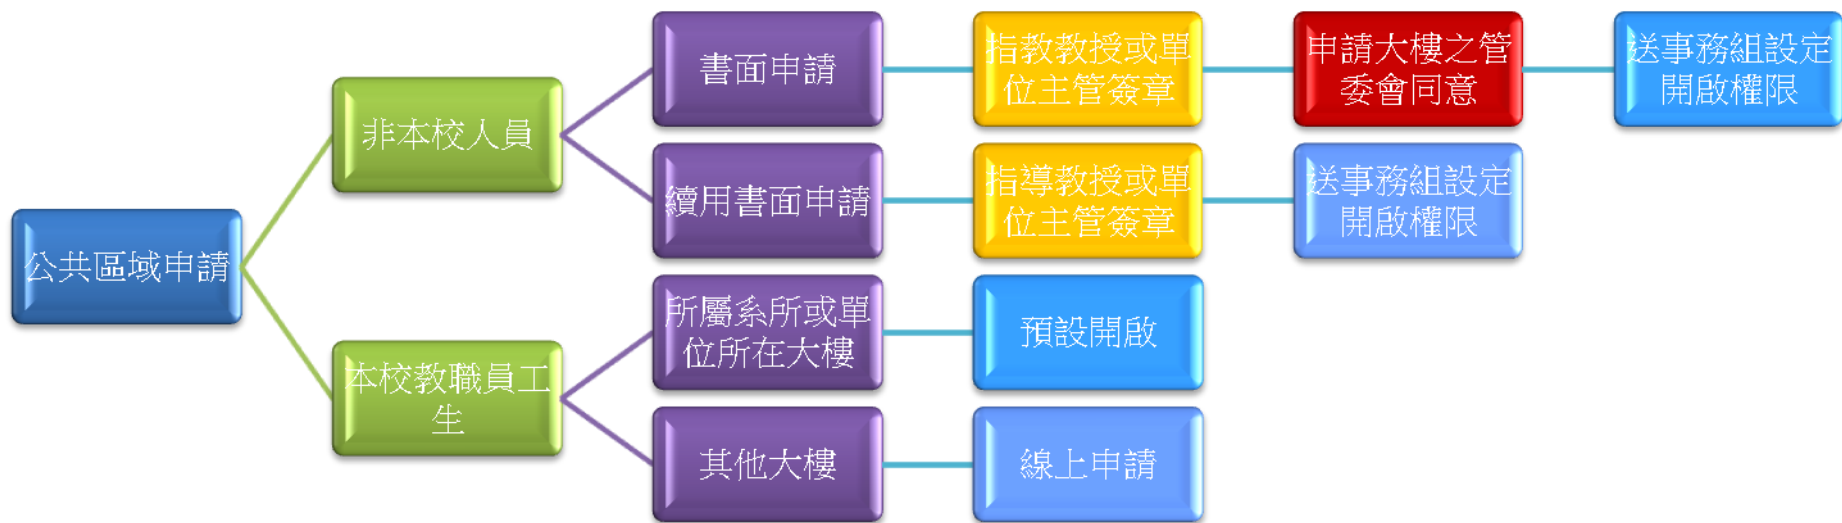 公共區域申請
非本校人員
書面申請
指教教授或單
位主管簽章
申請大樓之管
委會同意
送事務組設定
開啟權限
續用書面申請
指導教授或單
位主管簽章
送事務組設定
開啟權限
本校教職員工
生
所屬系所或單
位所在大樓
預設開啟
其他大樓
線上申請